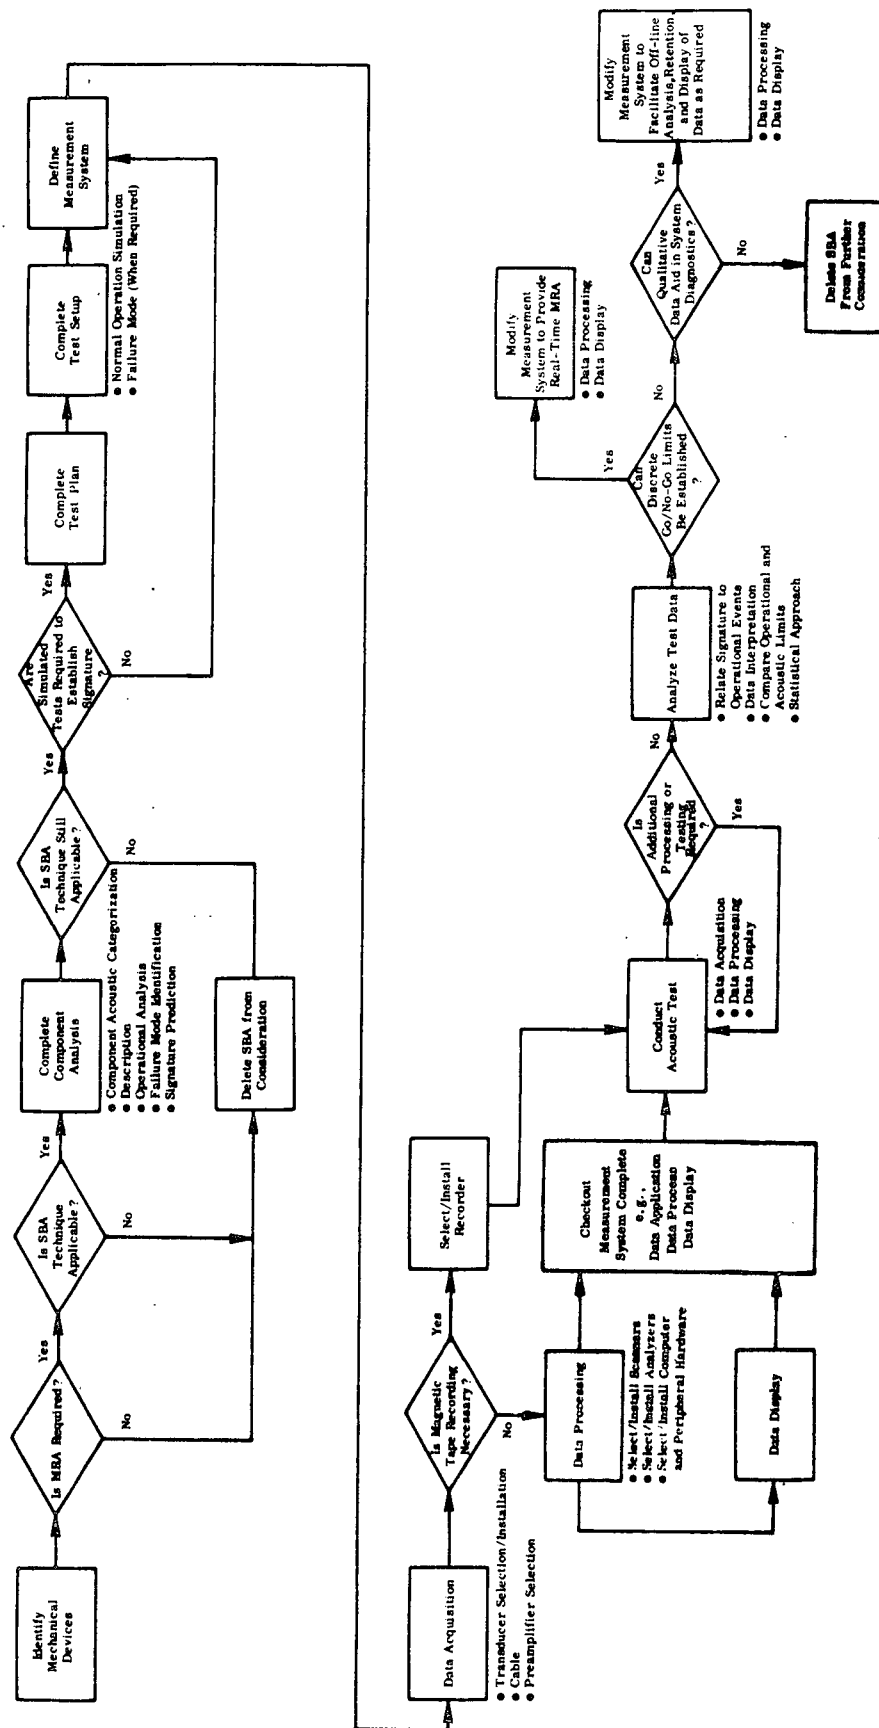 Identify
Mechanical
Devices
Is MRA Required?
Yes
No
Is SBA
Technique
Applicable?
Yes
No
Complete
Component
Analysis
• Component Acoustic Categorization
• Description
• Operational Analysis
• Failure Mode Identification
• Signature Prediction
Delete SBA from
Consideration
Is SBA
Technique Still
Applicable?
Yes
No
Are
Simulated
Tests Required to
Establish
Signature
?
Yes
No
Complete
Test Plan
Complete
Test Setup
• Normal Operation Simulation
• Failure Mode (When Required)
Define
Measurement
System
Data Acquisition
• Transducer Selection/Installation
• Cable
• Preamplifier Selection
Is Magnetic
Tape Recording
Necessary?
Yes
No
Select/Install
Recorder
Data Processing
• Select/Install Scanners
• Select/Install Analyzers
• Select/Install Computer
and Peripheral Hardware
Data Display
Checkout
Measurement
System Complete
e.g.,
Data Application
Data Process
Data Display
Conduct
Acoustic Test
• Data Acquisition
• Data Processing
• Data Display
Is
Additional
Processing or
Testing
Required
?
No
Yes
Analyze Test Data
• Relate Signature to
Operational Events
• Data Interpretation
• Compare Operational and
Acoustic Limits
• Statistical Approach
Can
Discrete
Go/No-Go Limits
Be Established
?
Yes
No
Modify
Measurement
System to Provide
Real-Time MRA
• Data Processing
• Data Display
Can
Qualitative
Data Aid in System
Diagnostics?
Yes
No
Modify
Measurement
System to
Facilitate Off-line
Analysis, Retention
and Display of
Data as Required
• Data Processing
• Data Display
Delete SBA
From Further
Consideration